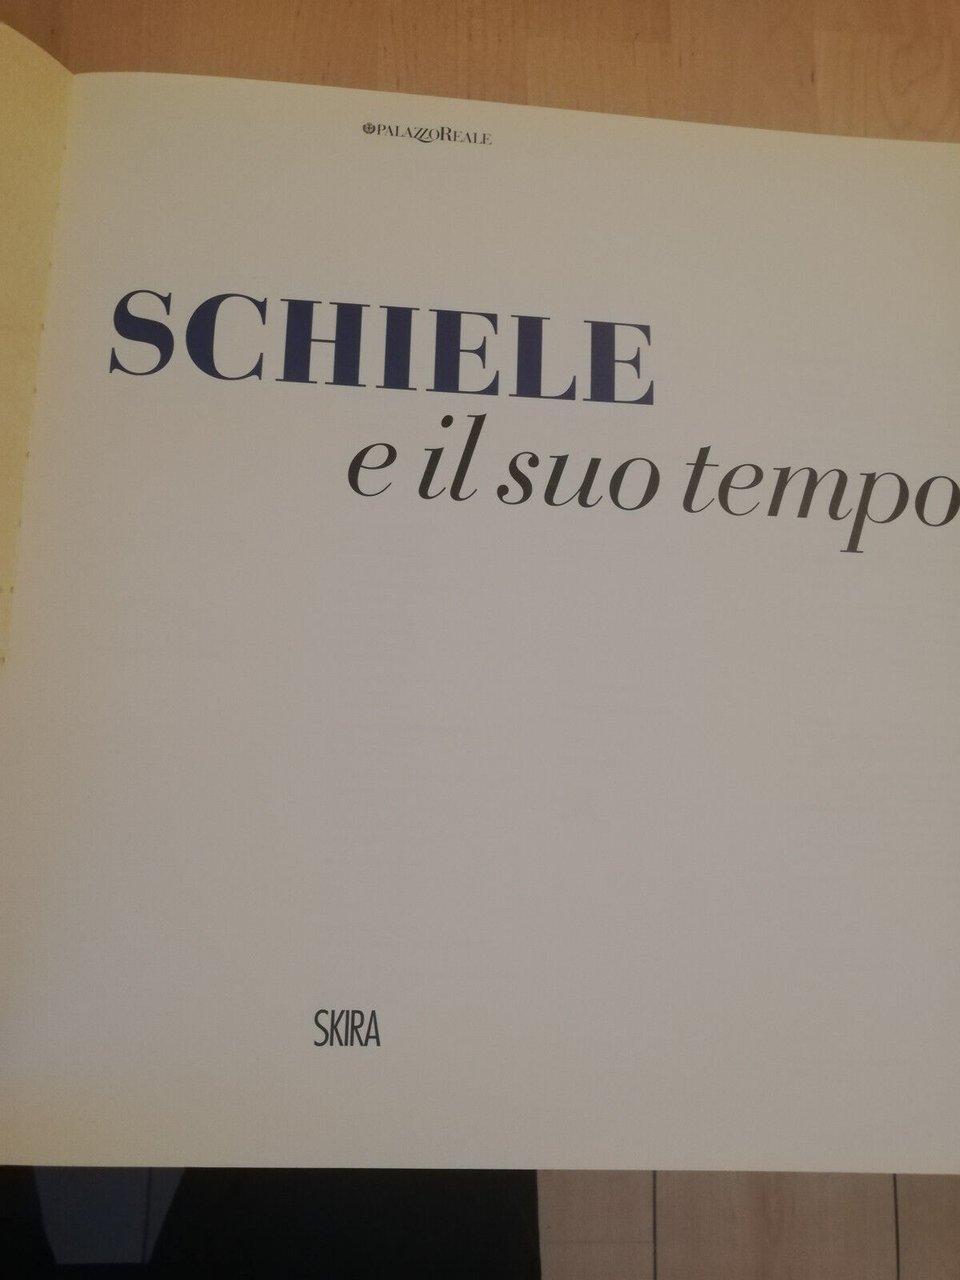 PALAZZOREALE
SCHIELE
e il suo tempo
SKIRA